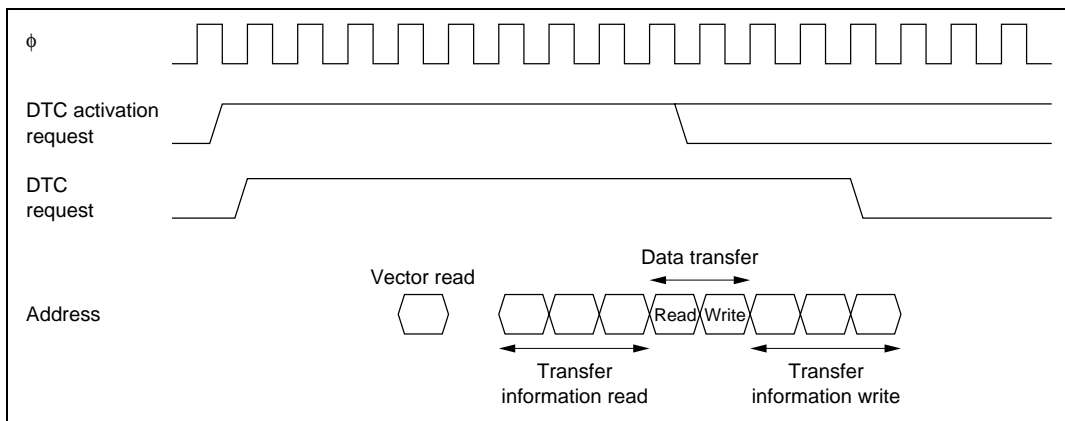 ϕ
DTC activation
request
DTC
request
Data transfer
Vector read
Address
Read Write
Transfer
information read
Transfer
information write